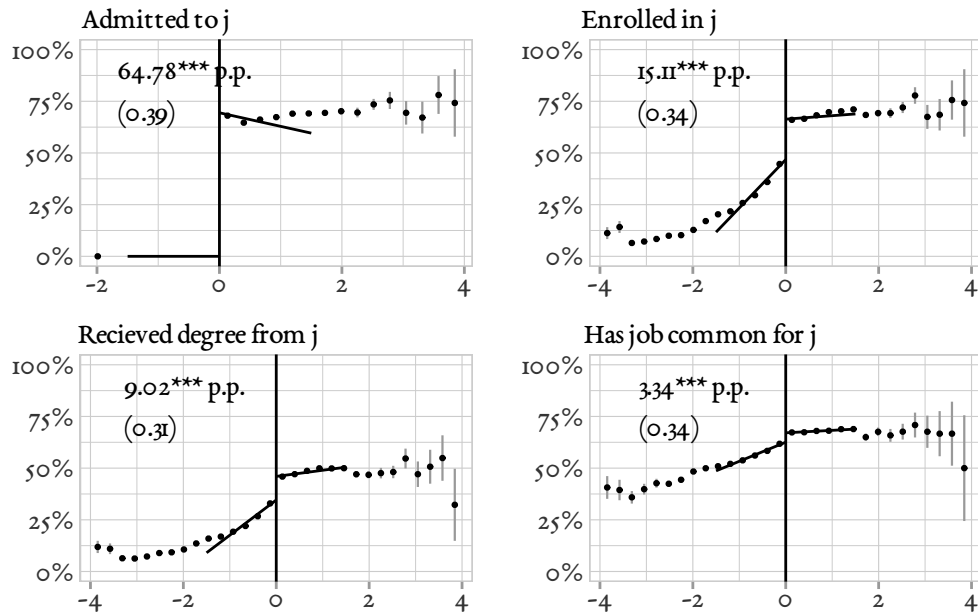 Admitted to j
100%
75%
50%
25%
0%
64.78*** p.p.
(0.39)
-2 0 2 4
Enrolled in j
100%
75%
50%
25%
0%
15.11*** p.p.
(0.34)
-4 -2 0 2 4
Recieved degree from j
100%
75%
50%
25%
0%
9.02*** p.p.
(0.31)
-4 -2 0 2 4
Has job common for j
100%
75%
50%
25%
0%
3.34*** p.p.
(0.34)
-4 -2 0 2 4